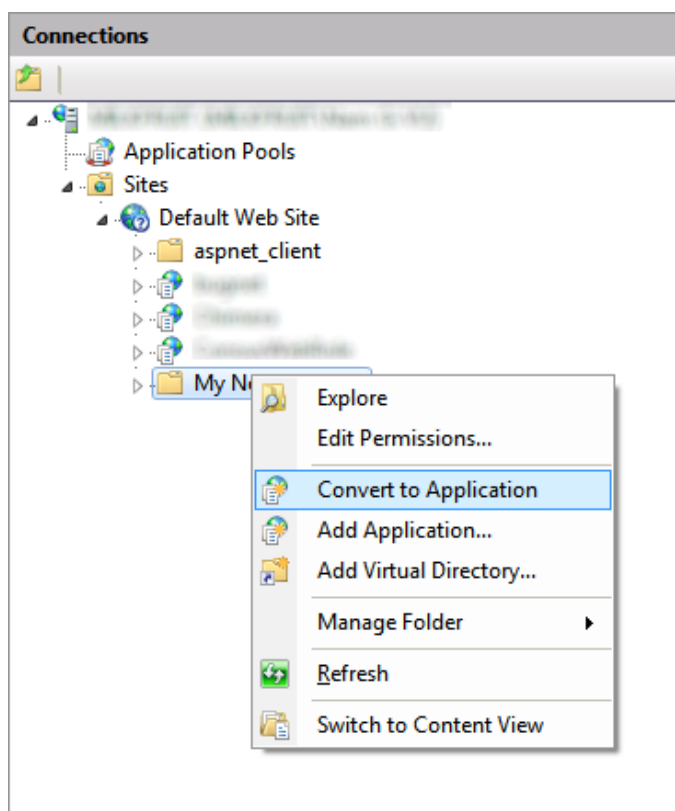 Connections
Application Pools
Sites
Default Web Site
aspnet_client
My
Explore
Edit Permissions...
Convert to Application
Add Application...
Add Virtual Directory...
Manage Folder
Refresh
Switch to Content View